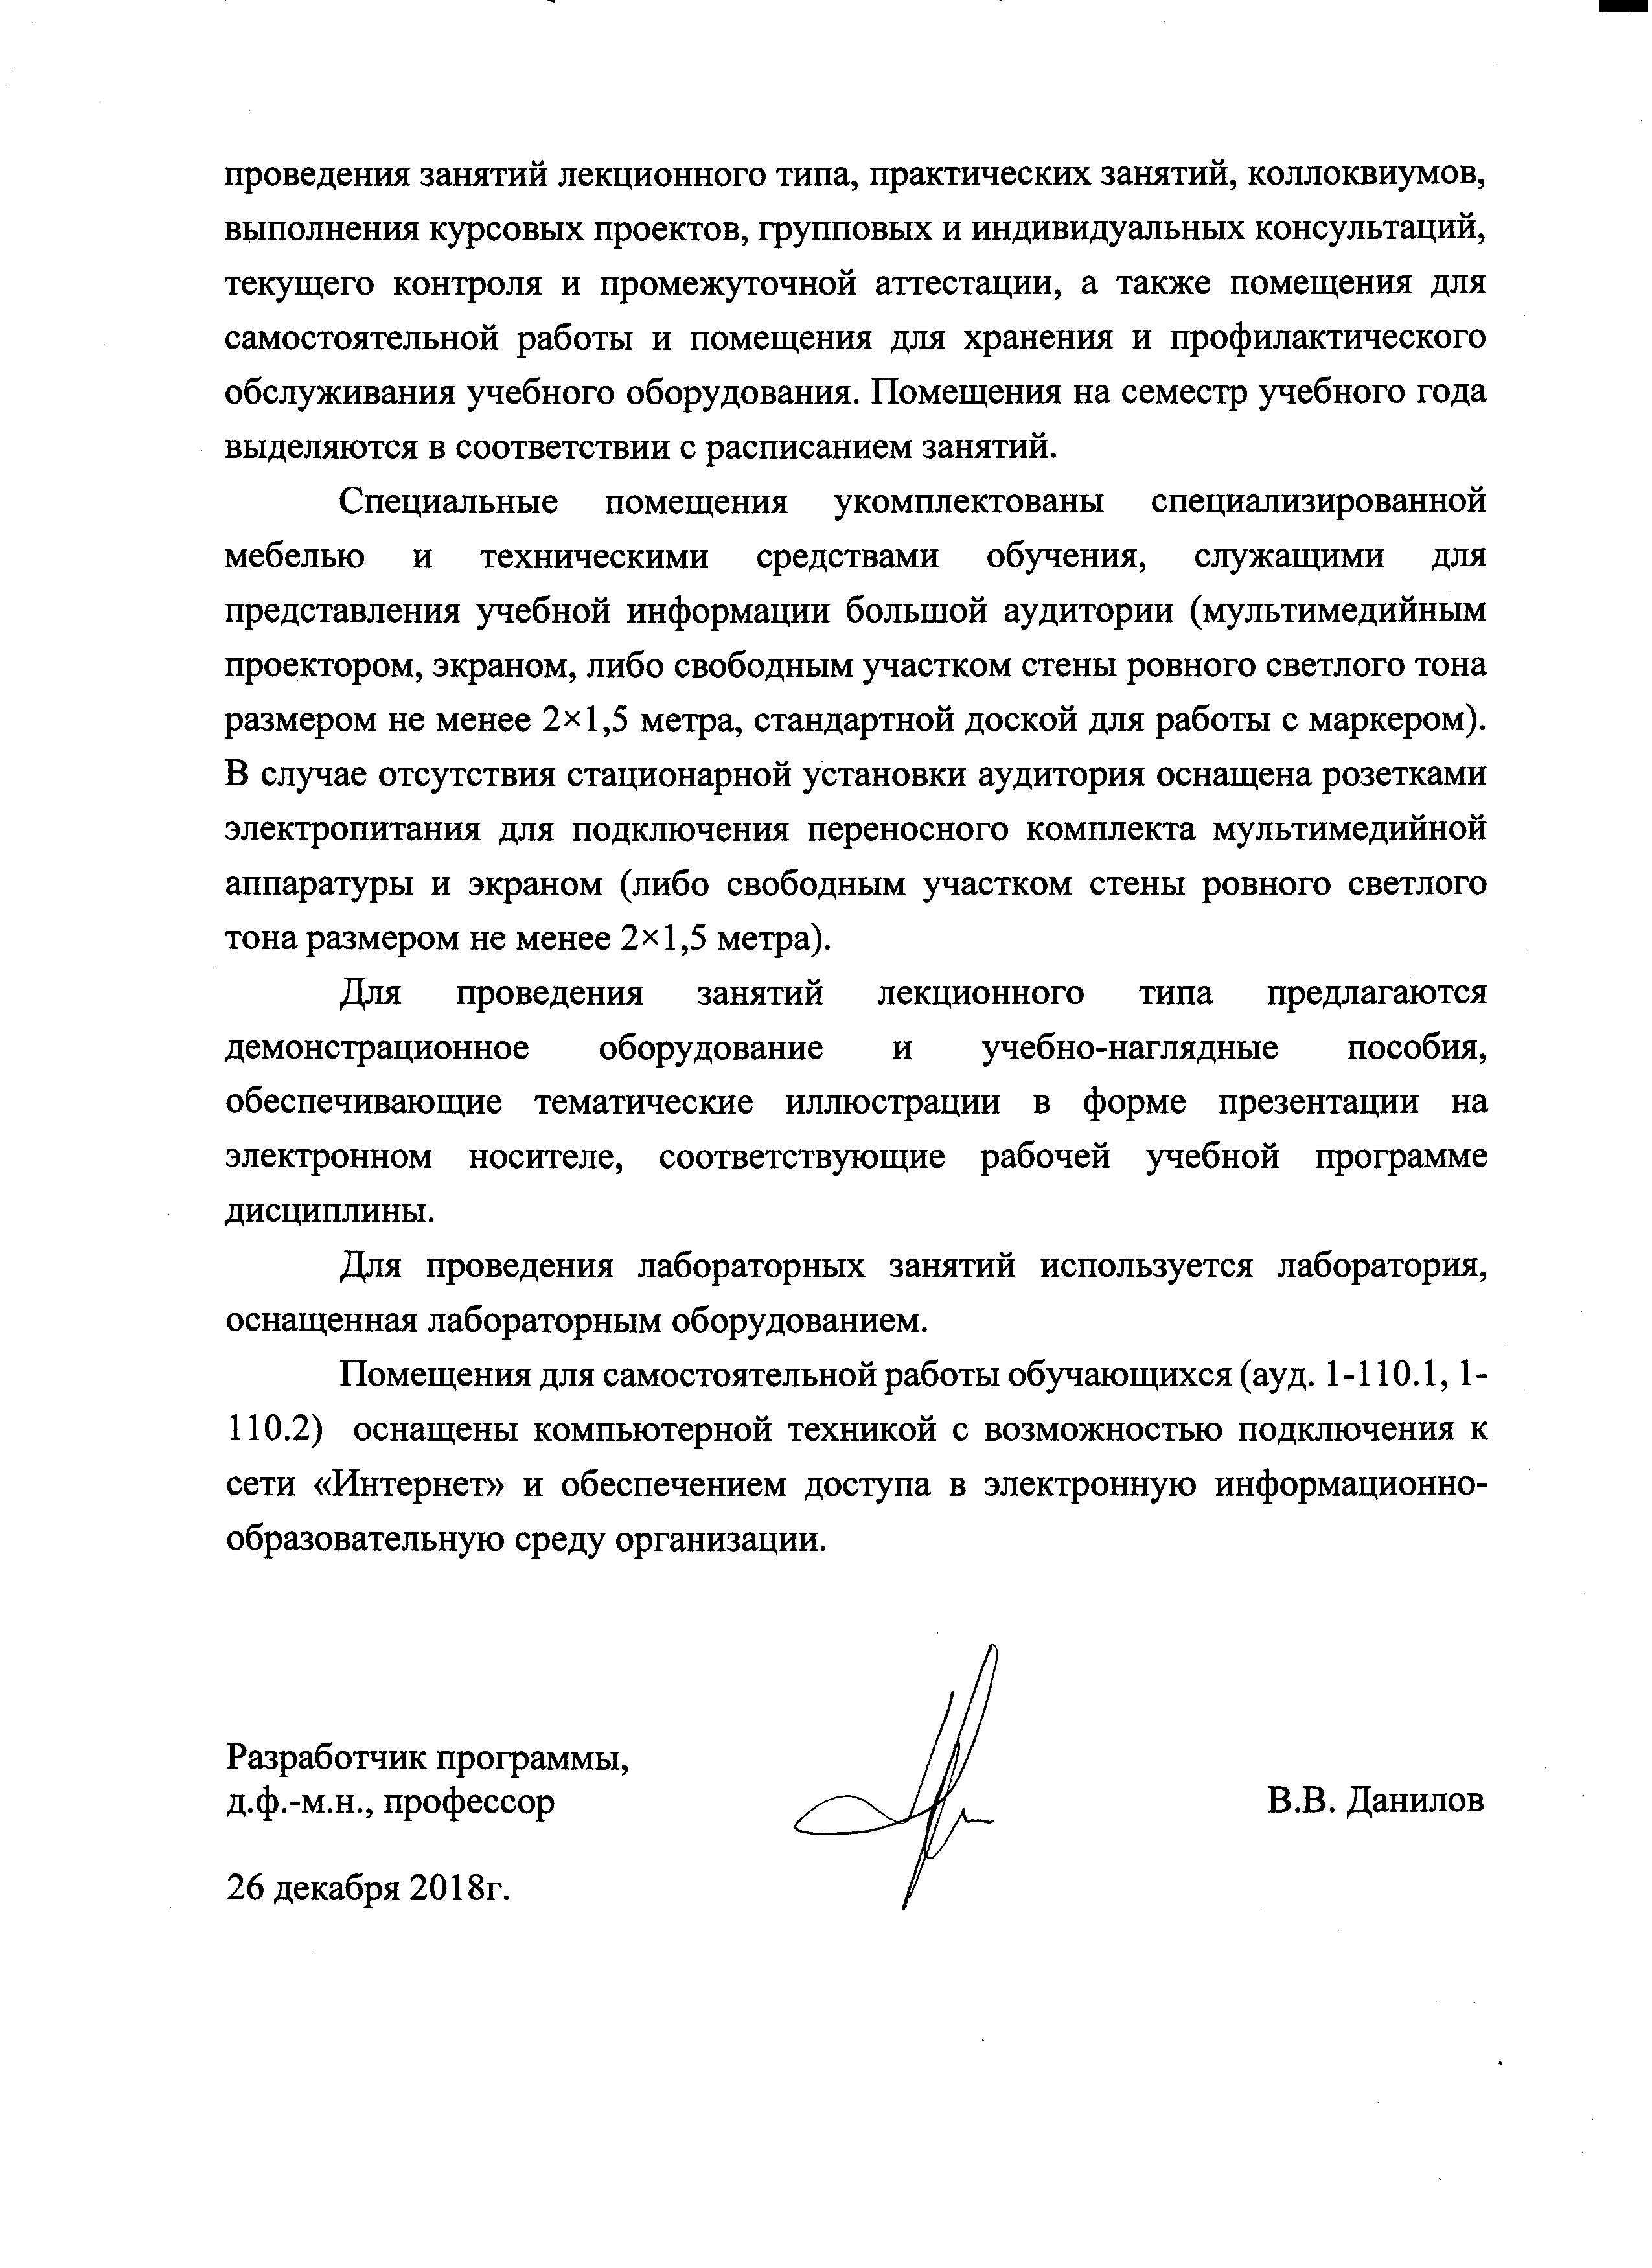 проведения занятий лекционного типа, практических занятий, коллоквиумов,
выполнения курсовых проектов, групповых и индивидуальных консультаций,
текущего контроля и промежуточной аттестации, а также помещения для
самостоятельной работы и помещения для хранения и профилактического
обслуживания учебного оборудования. Помещения на семестр учебного года
выделяются в соответствии с расписанием занятий.
Специальные помещения укомплектованы специализированной
мебелью и техническими средствами обучения, служащими для
представления учебной информации большой аудитории (мультимедийным
проектором, экраном, либо свободным участком стены ровного светлого тона
размером не менее 2×1,5 метра, стандартной доской для работы с маркером).
В случае отсутствия стационарной установки аудитория оснащена розетками
электропитания для подключения переносного комплекта мультимедийной
аппаратуры и экраном (либо свободным участком стены ровного светлого
тона размером не менее 2×1,5 метра).
Для проведения занятий лекционного типа предлагаются
демонстрационное оборудование и учебно-наглядные пособия,
обеспечивающие тематические иллюстрации в форме презентации на
электронном носителе, соответствующие рабочей учебной программе
дисциплины.
Для проведения лабораторных занятий используется лаборатория,
оснащенная лабораторным оборудованием.
Помещения для самостоятельной работы обучающихся (ауд. 1-110.1, 1-
110.2) оснащены компьютерной техникой с возможностью подключения к
сети «Интернет» и обеспечением доступа в электронную информационно-
образовательную среду организации.
Разработчик программы,
д.ф.-м.н., профессор В.В. Данилов
26 декабря 2018г.